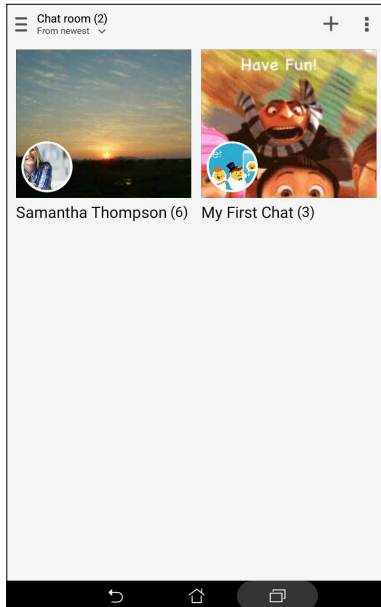 Chat room (2)
From newest
Have Fun!
Samantha Thompson (6)
My First Chat (3)